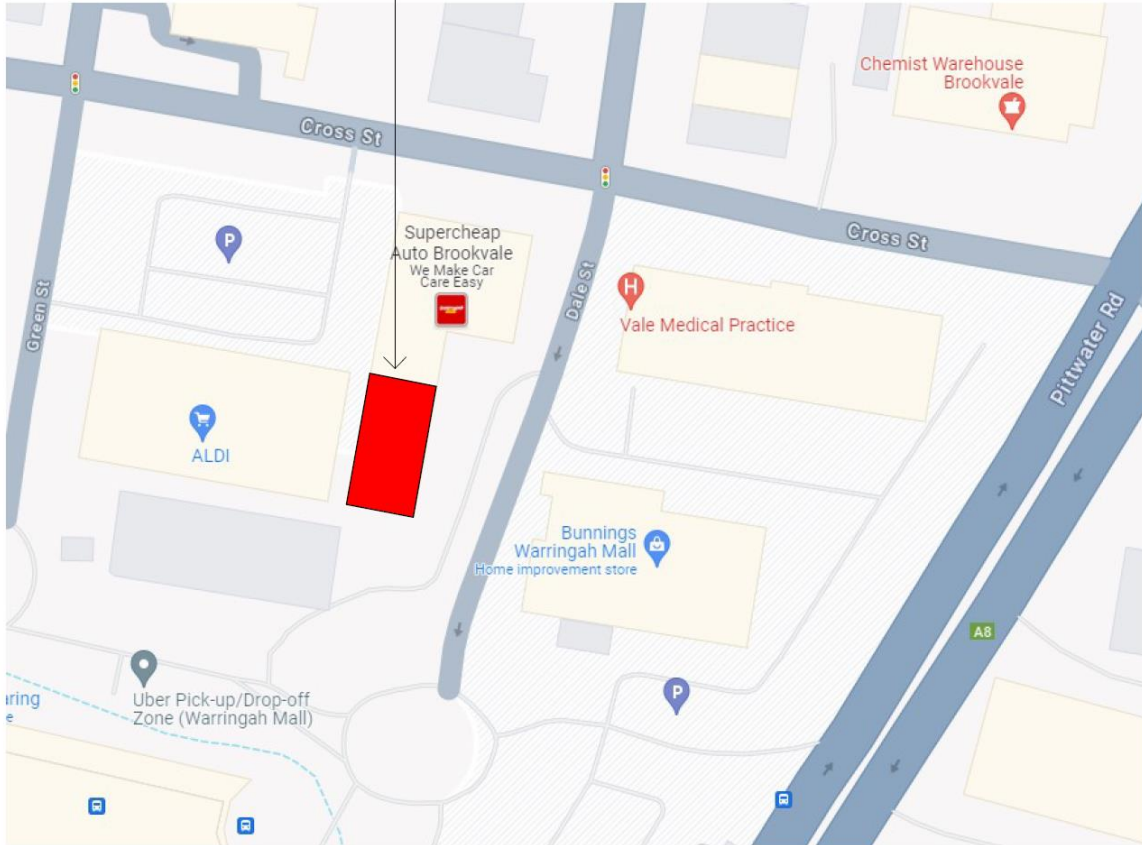 Chemist Warehouse
Brookvale
Cross St
Supercheap
Auto Brookvale
We Make Car
Care Easy
P
Cross St
Dale St
H
Vale Medical Practice
Green St
Pittwater Rd
ALDI
Bunnings
Warringah Mall
Home improvement store
A8
Uber Pick-up/Drop-off
Zone (Warringah Mall)
P
aring
e